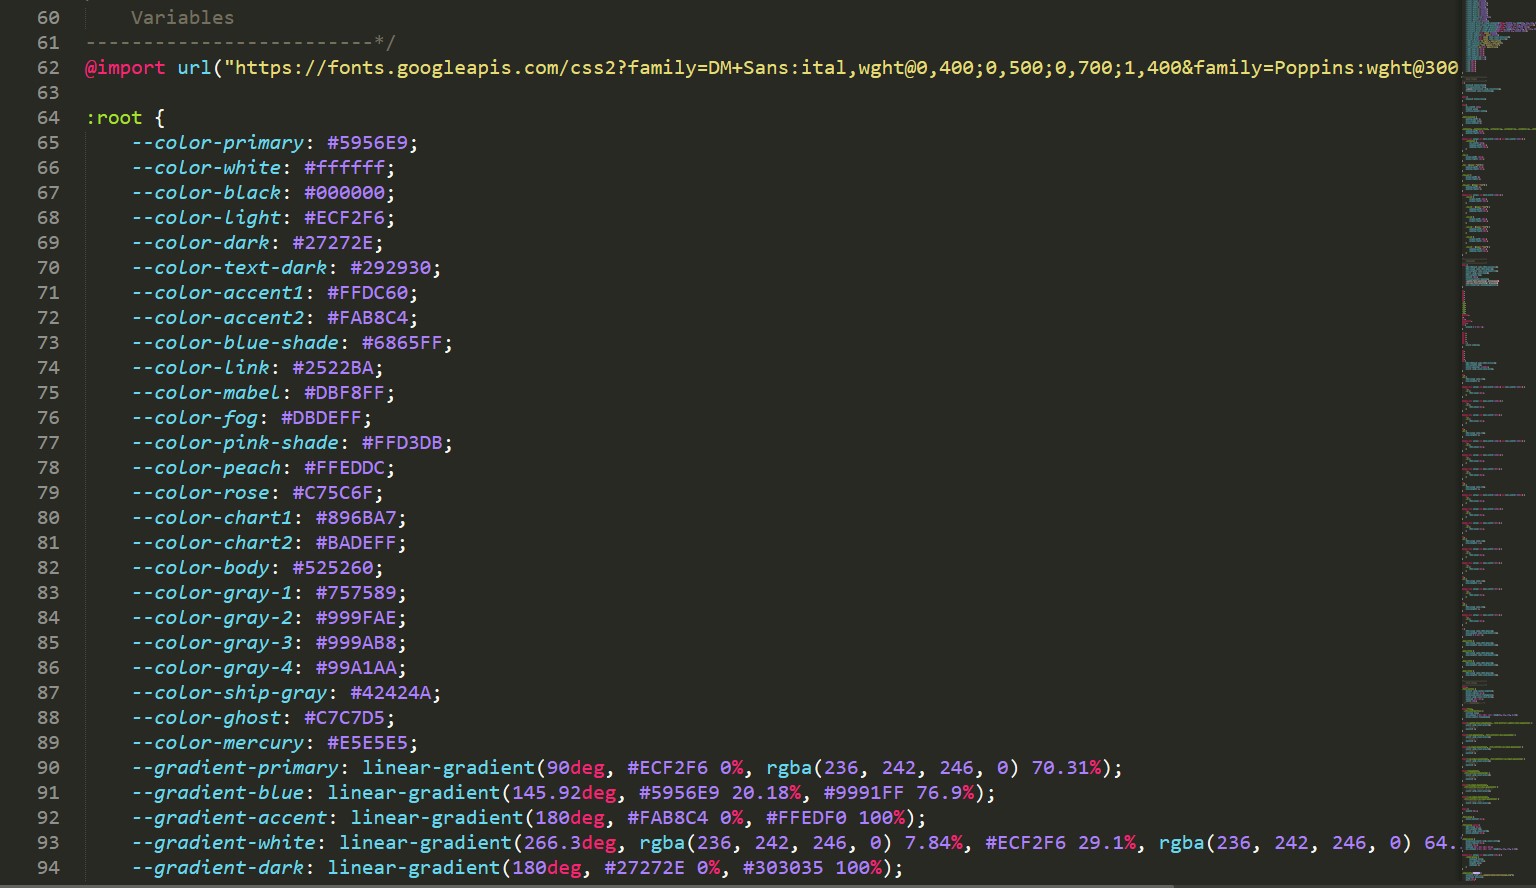 60 Variables
61 -------------------------*/
62 @import url("https://fonts.googleapis.com/css2?family=DM+Sans:ital,wght@0,400;0,500;0,700;1,400&family=Poppins:wght@300
63
64 :root {
65 --color-primary: #5956E9;
66 --color-white: #ffffff;
67 --color-black: #000000;
68 --color-light: #ECF2F6;
69 --color-dark: #27272E;
70 --color-text-dark: #292930;
71 --color-accent1: #FFDC60;
72 --color-accent2: #FAB8C4;
73 --color-blue-shade: #6865FF;
74 --color-link: #2522BA;
75 --color-mabel: #DBF8FF;
76 --color-fog: #DBDEFF;
77 --color-pink-shade: #FFD3DB;
78 --color-peach: #FFEDDC;
79 --color-rose: #C75C6F;
80 --color-chart1: #896BA7;
81 --color-chart2: #BADEFF;
82 --color-body: #525260;
83 --color-gray-1: #757589;
84 --color-gray-2: #999FAE;
85 --color-gray-3: #999AB8;
86 --color-gray-4: #99A1AA;
87 --color-ship-gray: #42424A;
88 --color-ghost: #C7C7D5;
89 --color-mercury: #E5E5E5;
90 --gradient-primary: linear-gradient(90deg, #ECF2F6 0%, rgba(236, 242, 246, 0) 70.31%);
91 --gradient-blue: linear-gradient(145.92deg, #5956E9 20.18%, #9991FF 76.9%);
92 --gradient-accent: linear-gradient(180deg, #FAB8C4 0%, #FFEDF0 100%);
93 --gradient-white: linear-gradient(266.3deg, rgba(236, 242, 246, 0) 7.84%, #ECF2F6 29.1%, rgba(236, 242, 246, 0) 64.
94 --gradient-dark: linear-gradient(180deg, #27272E 0%, #303035 100%);